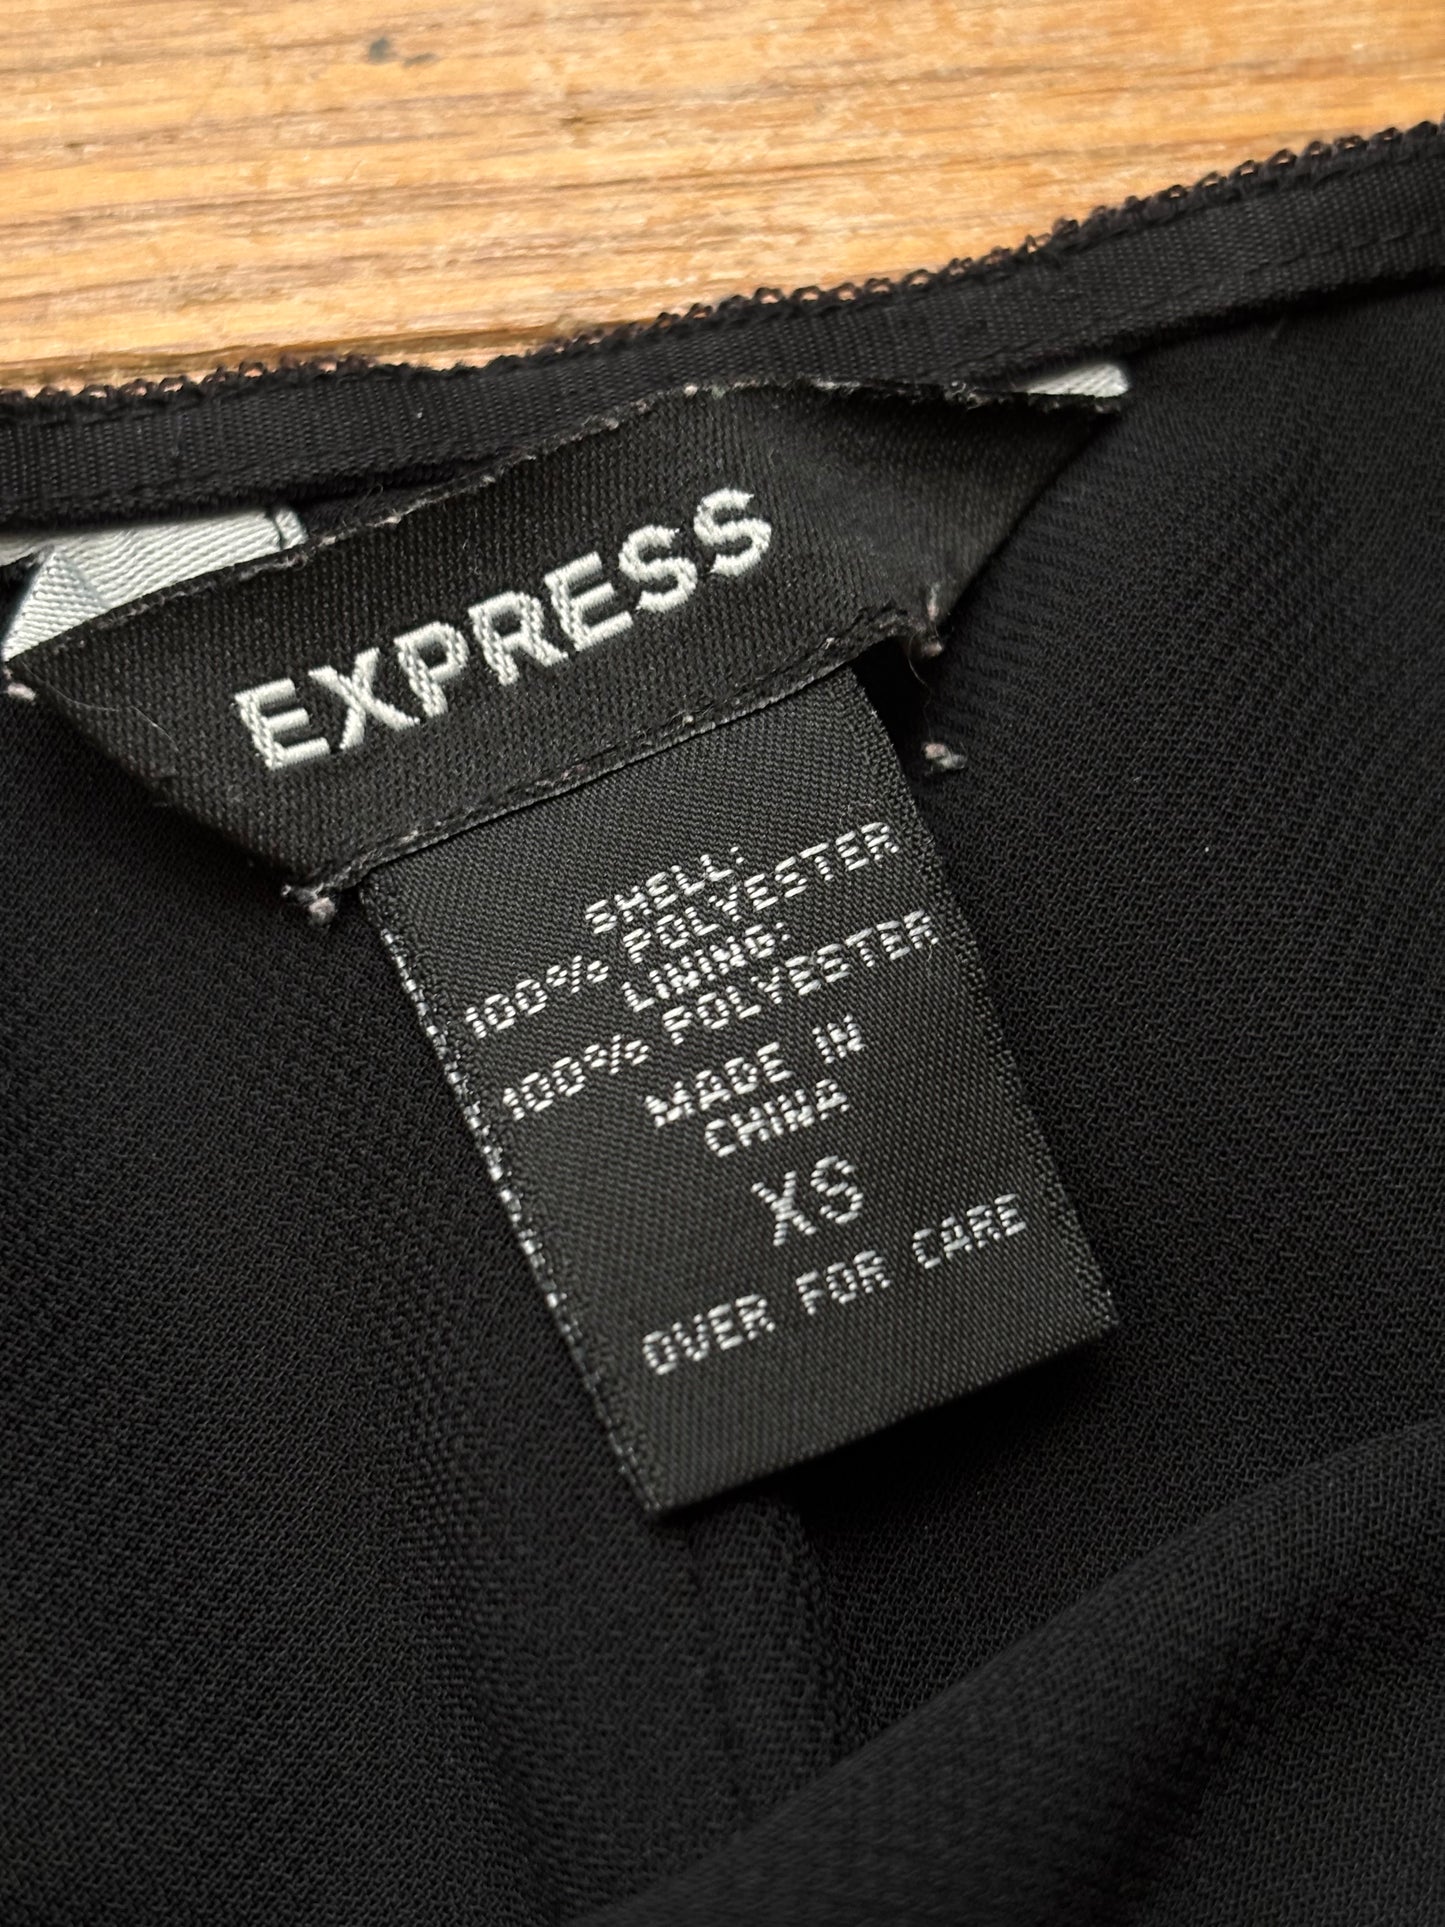 EXPRESS
SHELL:
100% POLYESTER
LINING:
100% POLYESTER
MADE IN
CHINA
XS
OVER FOR CARE